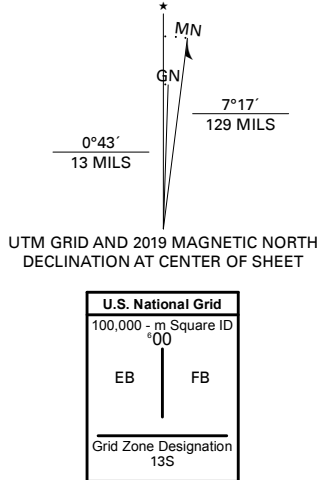 ★
MN
GN
7°17´
129 MILS
0°43´
13 MILS
UTM GRID AND 2019 MAGNETIC NORTH
DECLINATION AT CENTER OF SHEET
U.S. National Grid
100,000 - m Square ID
⁶00
EB FB
Grid Zone Designation
13S